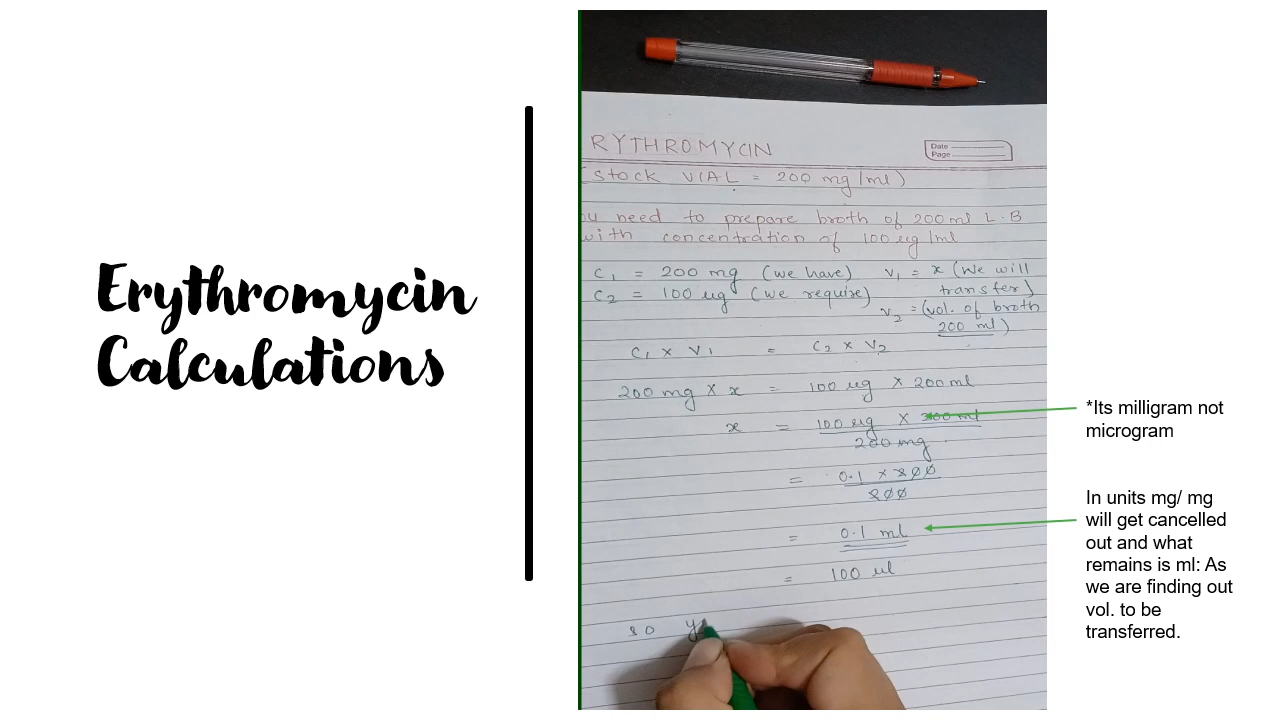 Erythromycin
Calculations
RYTHROMYCIN
Date
Page
(Stock VIAL = 200 mg/ml)
ou need to prepare broth of 200 ml L.B
with concentration of 100 ug/ml
C1 = 200 mg (we have) V1 = x (We will
transfer)
C2 = 100 ug (we require)
V2 = (vol. of broth
200 ml)
C1 x V1 = C2 x V2
200 mg x x = 100 ug x 200 ml
x = 100 ug x 200 ml
200 mg
= 0.1 x 200
200
= 0.1 ml
= 100 ul
so y
*Its milligram not
microgram
In units mg/ mg
will get cancelled
out and what
remains is ml: As
we are finding out
vol. to be
transferred.